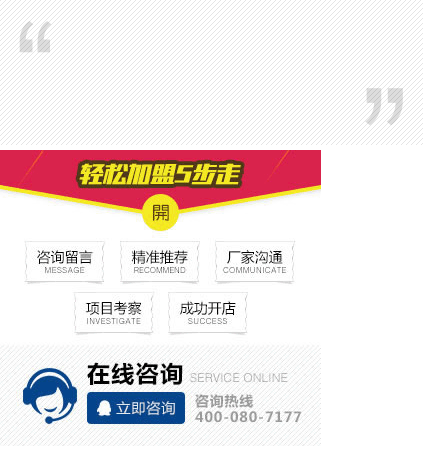 轻松加盟5步走
開
咨询留言
MESSAGE
精准推荐
RECOMMEND
厂家沟通
COMMUNICATE
项目考察
INVESTIGATE
成功开店
SUCCESS
在线咨询 SERVICE ONLINE
立即咨询
咨询热线
400-080-7177